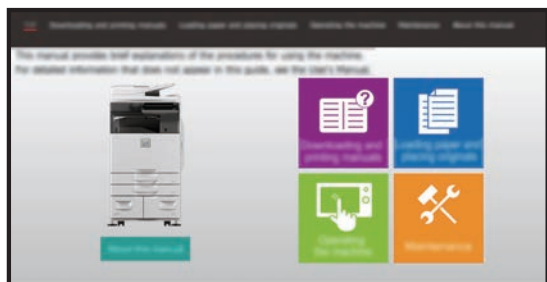 Downloading and printing manuals Loading paper and placing originals Operating the machine Maintenance About this manual
This manual provides brief explanations of the procedures for using the machine.
For detailed information that does not appear in this guide, see the User's Manual.
?
Downloading and
printing manuals
Loading paper and
placing originals
Operating
the machine
Maintenance
About this manual